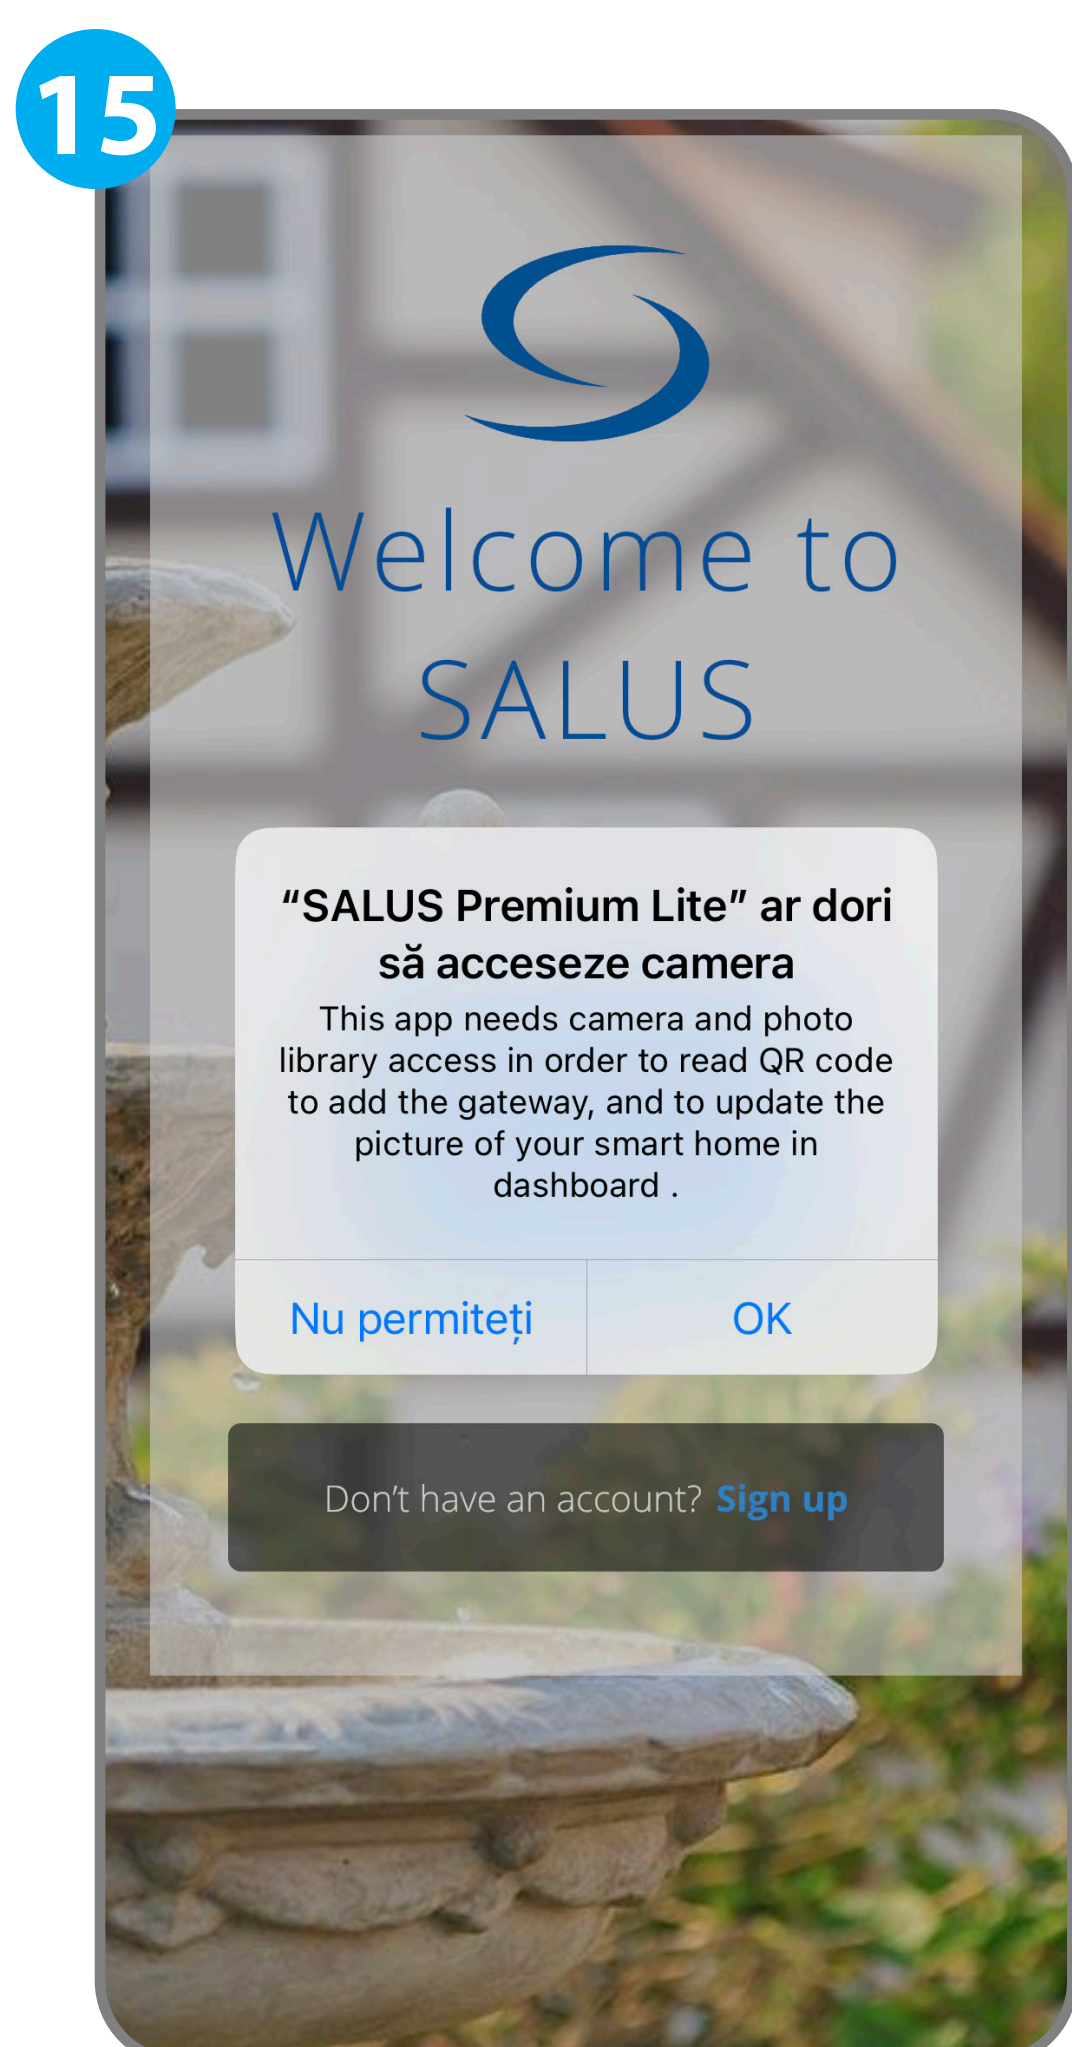 15
Welcome to
SALUS
“SALUS Premium Lite” ar dori
să acceseze camera
This app needs camera and photo
library access in order to read QR code
to add the gateway, and to update the
picture of your smart home in
dashboard .
Nu permiteți
OK
Don't have an account? Sign up